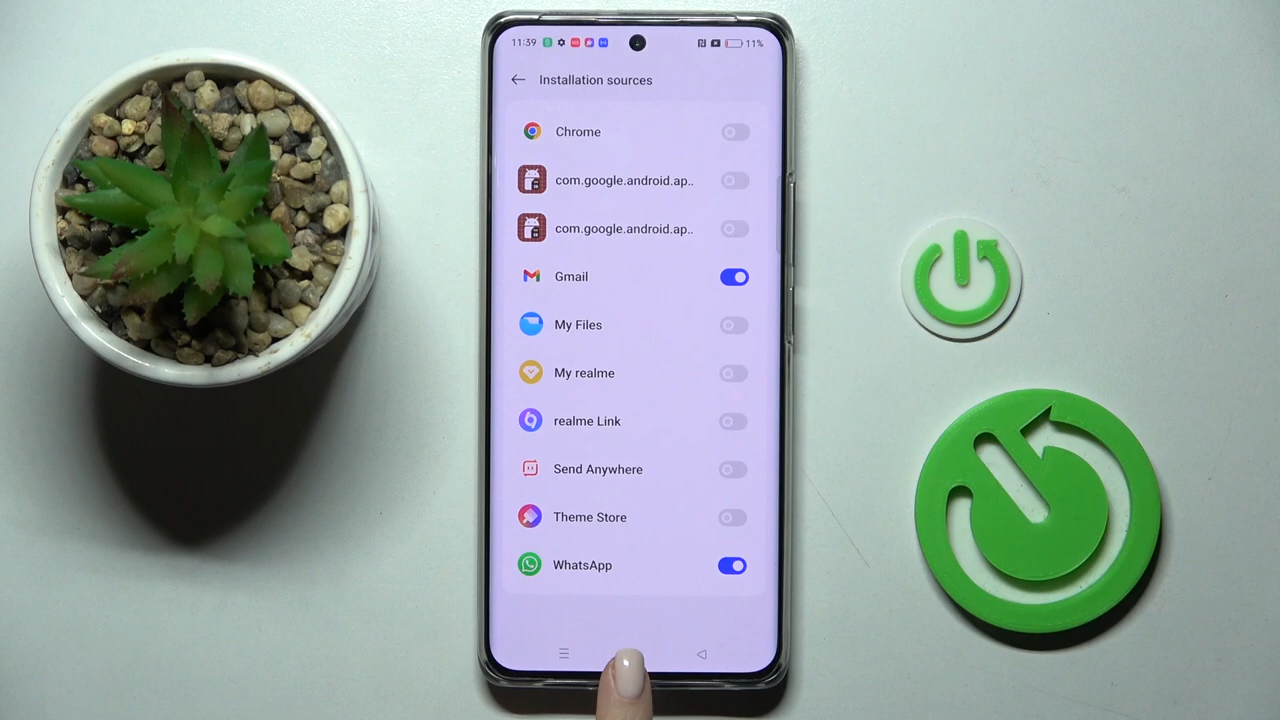 11:39
11%
Installation sources
Chrome
com.google.android.ap..
com.google.android.ap..
Gmail
My Files
My realme
realme Link
Send Anywhere
Theme Store
WhatsApp